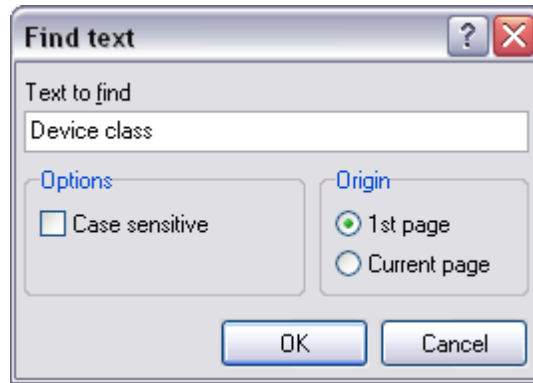 Find text
?
Text to find
Device class
Options
Case sensitive
Origin
1st page
Current page
OK
Cancel